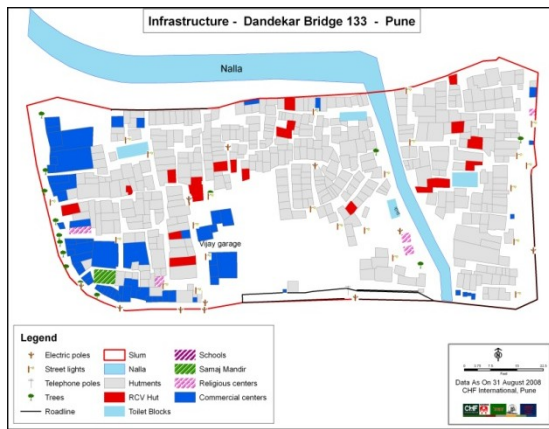 Infrastructure - Dandekar Bridge 133 - Pune
Nalla
Vijay garage
Legend
Electric poles
Street lights
Telephone poles
Trees
Roadline
Slum
Nalla
Hutments
RCV Hut
Toilet Blocks
Schools
Samaj Mandir
Religious centers
Commercial centers
Data As On 31 August 2008
CHF International, Pune
CHF